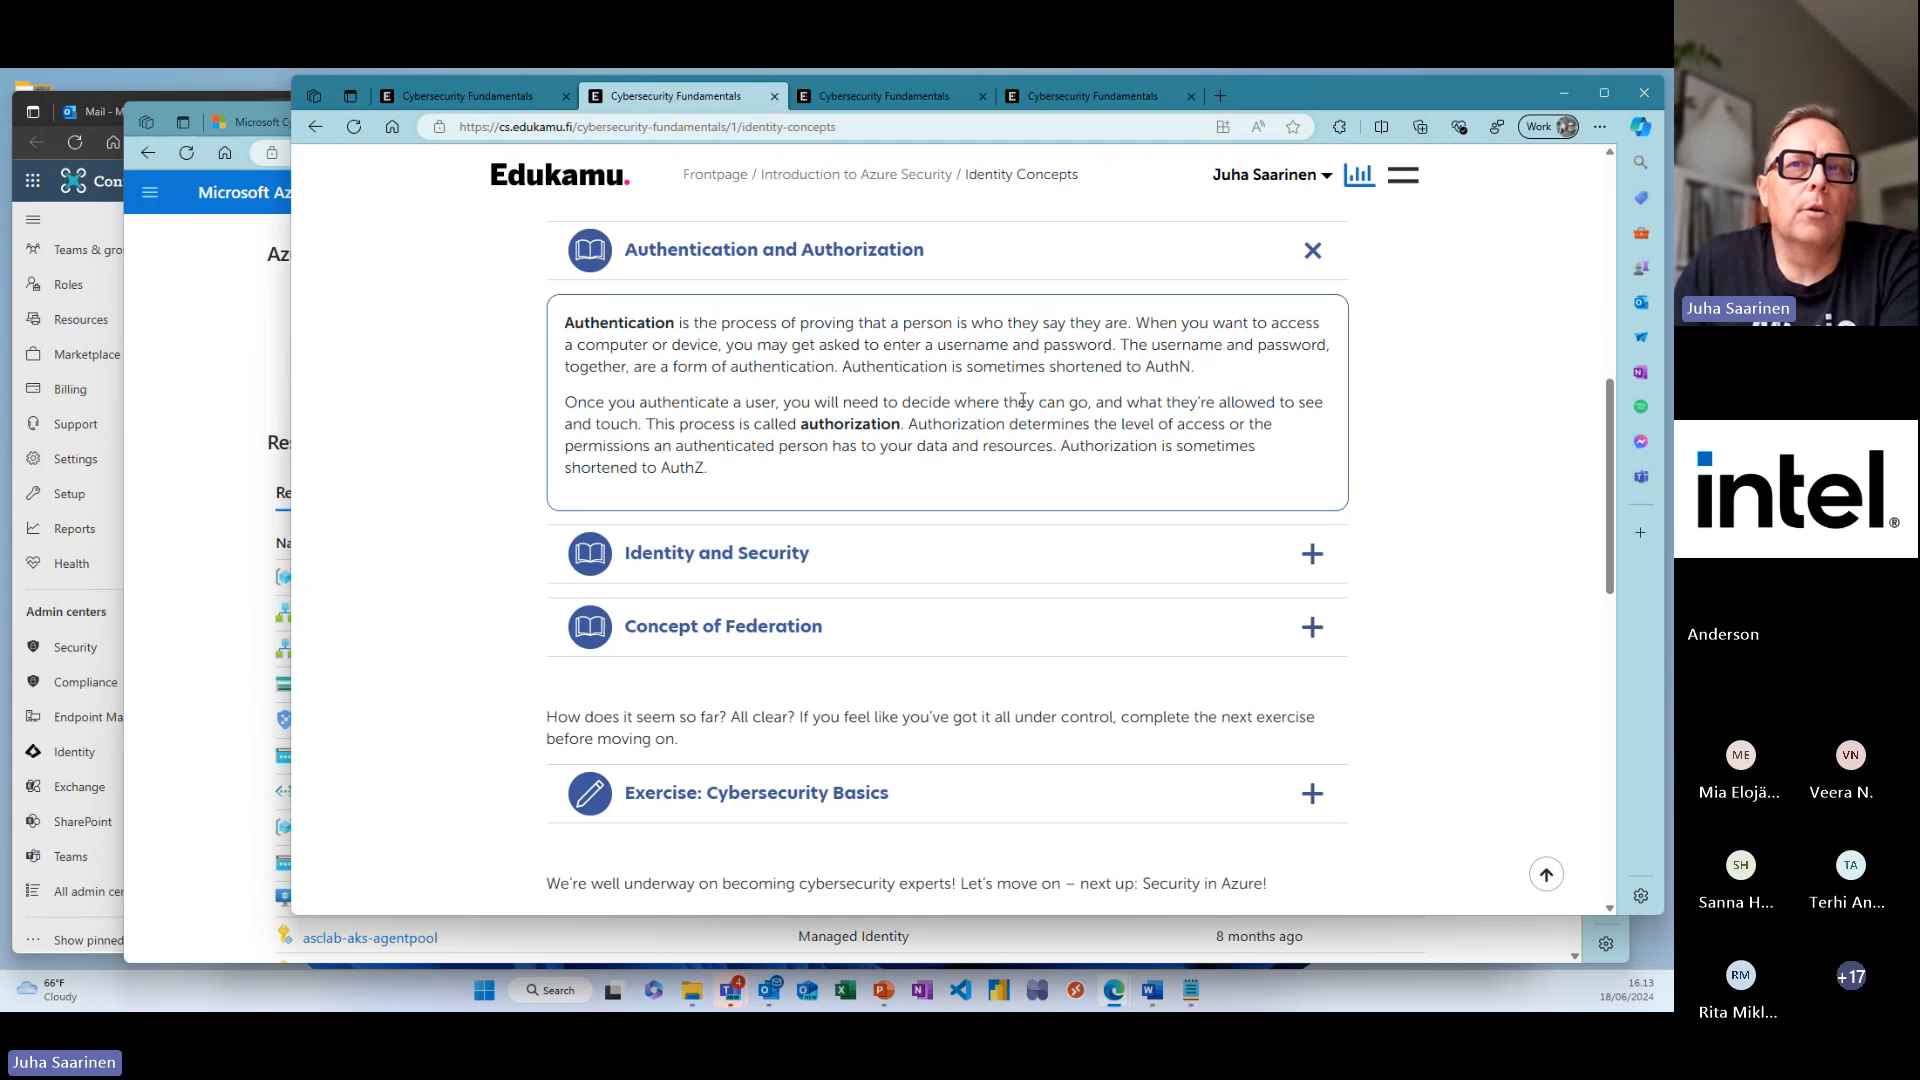 Mail - M
Con
Teams & gro
Roles
Resources
Marketplace
Billing
Support
Settings
Setup
Reports
Health
Admin centers
Security
Compliance
Endpoint Ma
Identity
Exchange
SharePoint
Teams
All admin cen
Show pinned
Microsoft Cy
Microsoft Az
Az
Res
Re
Na
asclab-aks-agentpool Managed Identity 8 months ago
Cybersecurity Fundamentals
Cybersecurity Fundamentals
Cybersecurity Fundamentals
Cybersecurity Fundamentals
https://cs.edukamu.fi/cybersecurity-fundamentals/1/identity-concepts
Work
Edukamu.
Frontpage / Introduction to Azure Security / Identity Concepts
Juha Saarinen
Authentication and Authorization
Authentication is the process of proving that a person is who they say they are. When you want to access
a computer or device, you may get asked to enter a username and password. The username and password,
together, are a form of authentication. Authentication is sometimes shortened to AuthN.
Once you authenticate a user, you will need to decide where they can go, and what they're allowed to see
and touch. This process is called authorization. Authorization determines the level of access or the
permissions an authenticated person has to your data and resources. Authorization is sometimes
shortened to AuthZ.
Identity and Security
Concept of Federation
How does it seem so far? All clear? If you feel like you've got it all under control, complete the next exercise
before moving on.
Exercise: Cybersecurity Basics
We're well underway on becoming cybersecurity experts! Let's move on – next up: Security in Azure!
66°F
Cloudy
Search
4
16.13
18/06/2024
Juha Saarinen
Juha Saarinen
intel®
Anderson
ME
Mia Elojä...
VN
Veera N.
SH
Sanna H...
TA
Terhi An...
RM
Rita Mikl...
+17